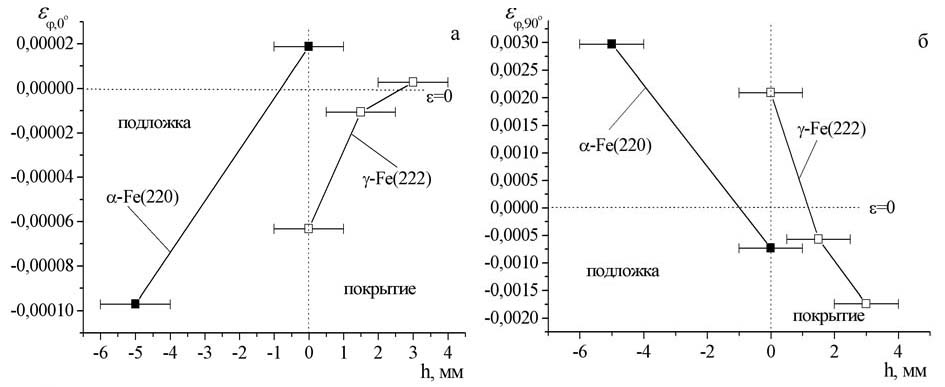 ε_φ,0°
а
0,00002
0,00000
-0,00002
-0,00004
-0,00006
-0,00008
-0,00010
ε=0
подложка
γ-Fe(222)
α-Fe(220)
покрытие
-6 -5 -4 -3 -2 -1 0 1 2 3 4
h, мм
ε_φ,90°
б
0,0030
0,0025
0,0020
0,0015
0,0010
0,0005
0,0000
-0,0005
-0,0010
-0,0015
-0,0020
γ-Fe(222)
α-Fe(220)
ε=0
подложка
покрытие
-6 -4 -2 0 2 4
h, мм